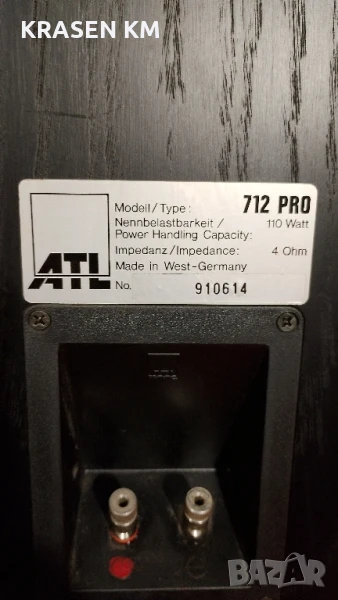 KRASEN KM
ATL
Modell/Type: 712 PRO
Nennbelastbarkeit/ 110 Watt
Power Handling Capacity:
Impedanz/Impedance: 4 Ohm
Made in West-Germany
No. 910614
BAZAR